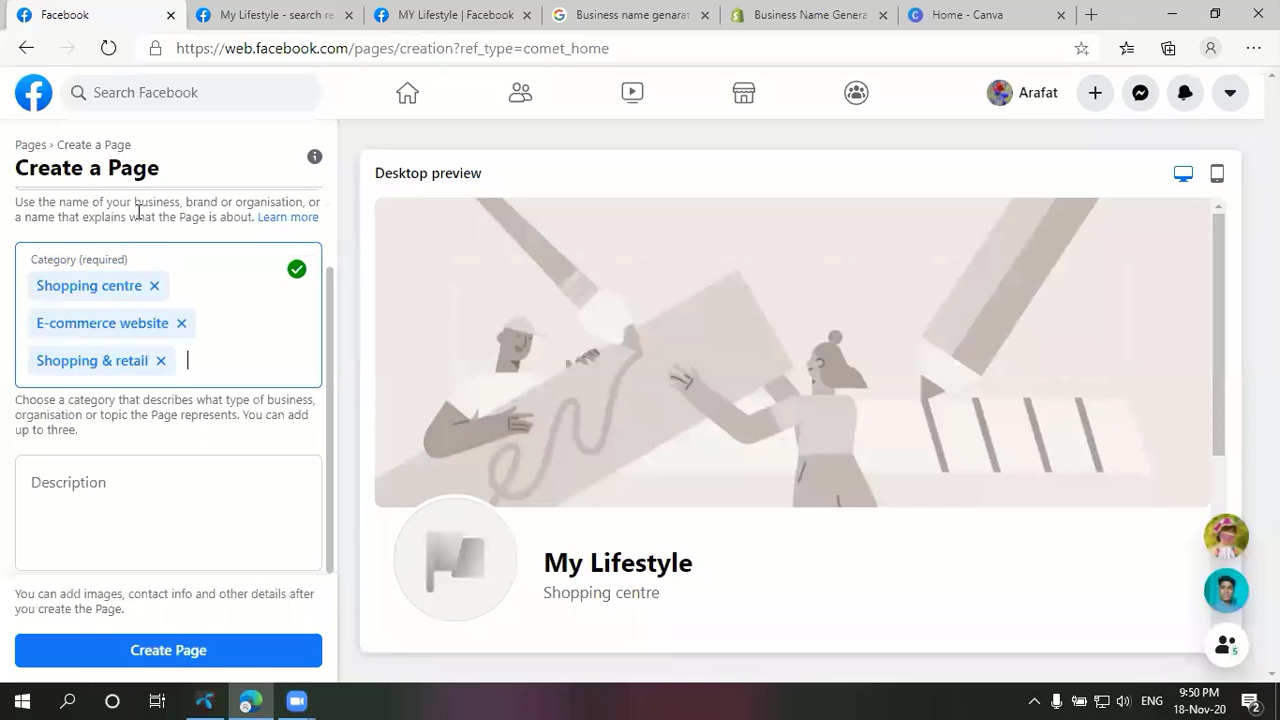 Facebook
My Lifestyle - search re
MY Lifestyle | Facebook
Business name genarat
Business Name Genera
Home - Canva
https://web.facebook.com/pages/creation?ref_type=comet_home
Search Facebook
Arafat
Pages › Create a Page
Create a Page
Use the name of your business, brand or organisation, or
a name that explains what the Page is about. Learn more
Category (required)
Shopping centre
E-commerce website
Shopping & retail
Choose a category that describes what type of business,
organisation or topic the Page represents. You can add
up to three.
Description
You can add images, contact info and other details after
you create the Page.
Create Page
Desktop preview
My Lifestyle
Shopping centre
5
ENG
9:50 PM
18-Nov-20
2